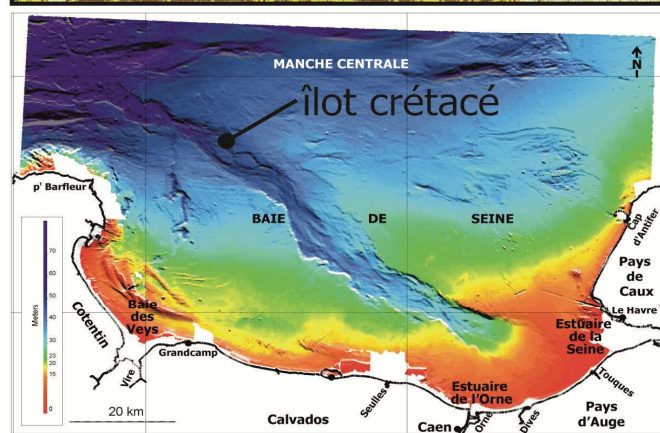 MANCHE CENTRALE
N
îlot crétacé
pte Barfleur
BAIE DE SEINE
Cap
d'Antifer
Pays
de
Caux
Le Havre
Meters
70
60
50
40
30
23
20
15
0
Baie
des
Veys
Cotentin
Grandcamp
Vire
Estuaire
de la
Seine
Touques
Estuaire
de l'Orne
Seulles
20 km
Calvados
Caen
Orne
Dives
Pays
d'Auge